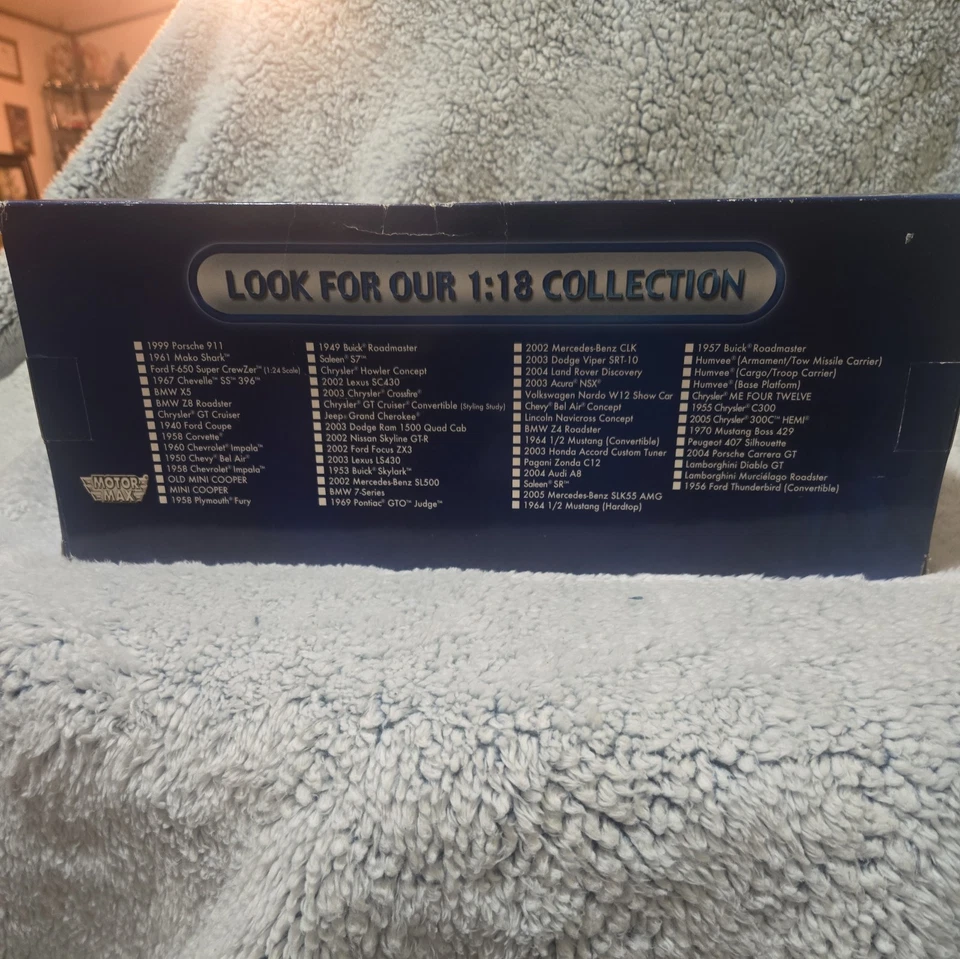 LOOK FOR OUR 1:18 COLLECTION
1999 Porsche 911
1961 Mako Shark™
Ford F-650 Super CrewZer™ (1:24 Scale)
1967 Chevelle™ SS™ 396™
BMW X5
BMW Z8 Roadster
Chrysler® GT Cruiser
1940 Ford Coupe
1958 Corvette®
1960 Chevrolet® Impala™
1950 Chevy® Bel Air®
1958 Chevrolet® Impala™
OLD MINI COOPER
MINI COOPER
1958 Plymouth® Fury
MOTOR
MAX
1949 Buick® Roadmaster
Saleen® S7™
Chrysler® Howler Concept
2002 Lexus SC430
2003 Chrysler® Crossfire®
Chrysler® GT Cruiser® Convertible (Styling Study)
Jeep® Grand Cherokee®
2003 Dodge Ram 1500 Quad Cab
2002 Nissan Skyline GT-R
2002 Ford Focus ZX3
2003 Lexus LS430
1953 Buick® Skylark™
2002 Mercedes-Benz SL500
BMW 7-Series
1969 Pontiac® GTO™ Judge™
2002 Mercedes-Benz CLK
2003 Dodge Viper SRT-10
2004 Land Rover Discovery
2003 Acura® NSX®
Volkswagen Nardo W12 Show Car
Chevy® Bel Air® Concept
Lincoln Navicross Concept
BMW Z4 Roadster
1964 1/2 Mustang (Convertible)
2003 Honda Accord Custom Tuner
Pagani Zonda C12
2004 Audi A8
Saleen® SR™
2005 Mercedes-Benz SLK55 AMG
1964 1/2 Mustang (Hardtop)
1957 Buick® Roadmaster
Humvee® (Armament/Tow Missile Carrier)
Humvee® (Cargo/Troop Carrier)
Humvee® (Base Platform)
Chrysler® ME FOUR TWELVE
1955 Chrysler® C300
2005 Chrysler® 300C™ HEMI®
1970 Mustang Boss 429
Peugeot 407 Silhouette
2004 Porsche Carrera GT
Lamborghini Diablo GT
Lamborghini Murciélago Roadster
1956 Ford Thunderbird (Convertible)